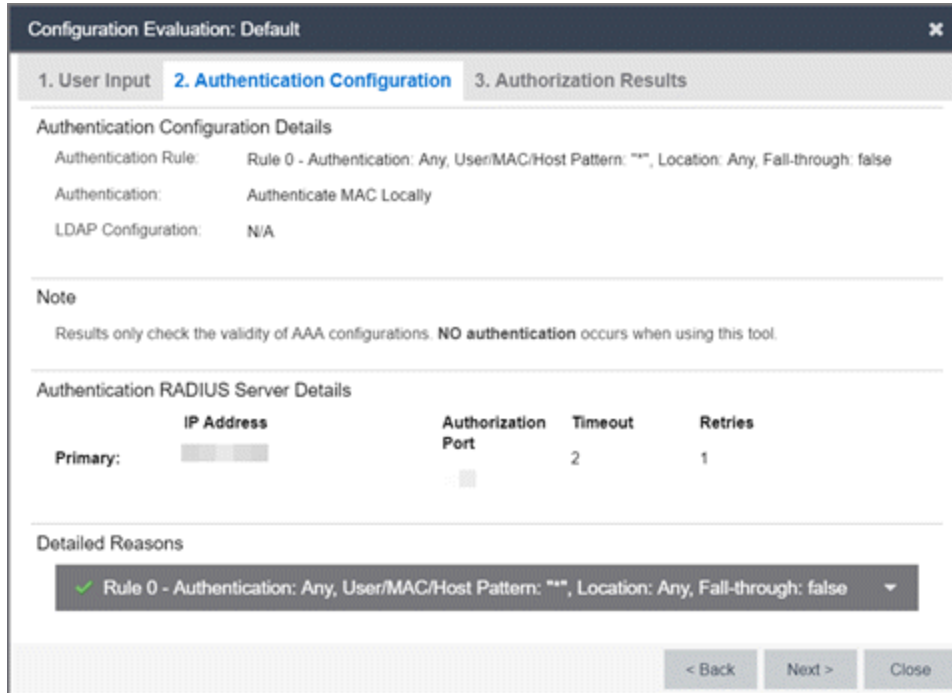 Configuration Evaluation: Default
1. User Input 2. Authentication Configuration 3. Authorization Results
Authentication Configuration Details
Authentication Rule: Rule 0 - Authentication: Any, User/MAC/Host Pattern: "*", Location: Any, Fall-through: false
Authentication: Authenticate MAC Locally
LDAP Configuration: N/A
Note
Results only check the validity of AAA configurations. NO authentication occurs when using this tool.
Authentication RADIUS Server Details
IP Address Authorization Port Timeout Retries
Primary: 2 1
Detailed Reasons
Rule 0 - Authentication: Any, User/MAC/Host Pattern: "*", Location: Any, Fall-through: false
< Back Next > Close